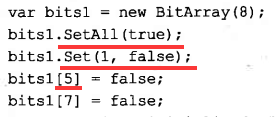 var bits1 = new BitArray(8);
bits1.SetAll(true);
bits1.Set(1, false);
bits1[5] = false;
bits1[7] = false;